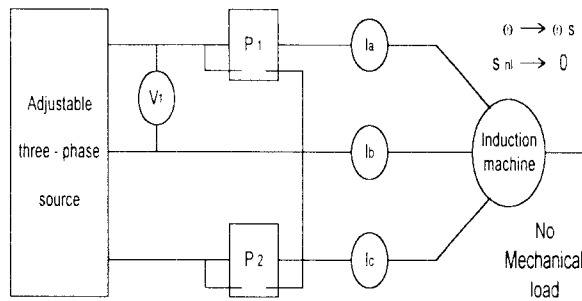 Adjustable
three - phase
source
P1
V1
Ia
Ib
Ic
P2
ω → ωs
Snl → 0
Induction
machine
No
Mechanical
load